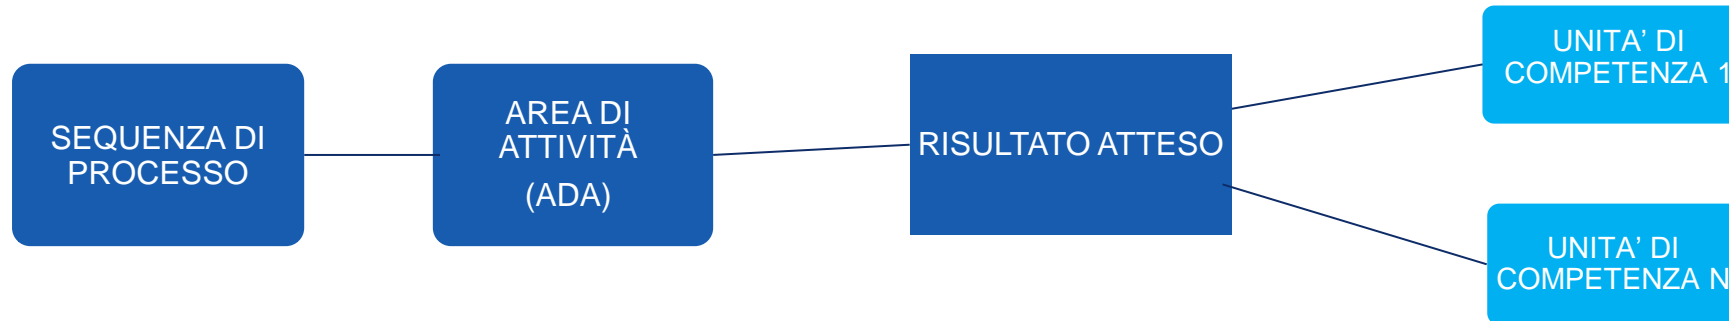 SEQUENZA DI
PROCESSO
AREA DI
ATTIVITÀ
(ADA)
RISULTATO ATTESO
UNITA’ DI
COMPETENZA 1
UNITA’ DI
COMPETENZA N